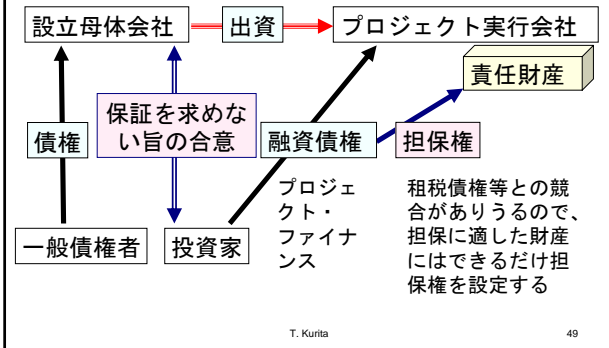 設立母体会社
出資
プロジェクト実行会社
責任財産
保証を求めな
い旨の合意
債権
融資債権
担保権
プロジェ
クト・
ファイナ
ンス
租税債権等との競
合がありうるので、
担保に適した財産
にはできるだけ担
保権を設定する
一般債権者
投資家
T. Kurita
49